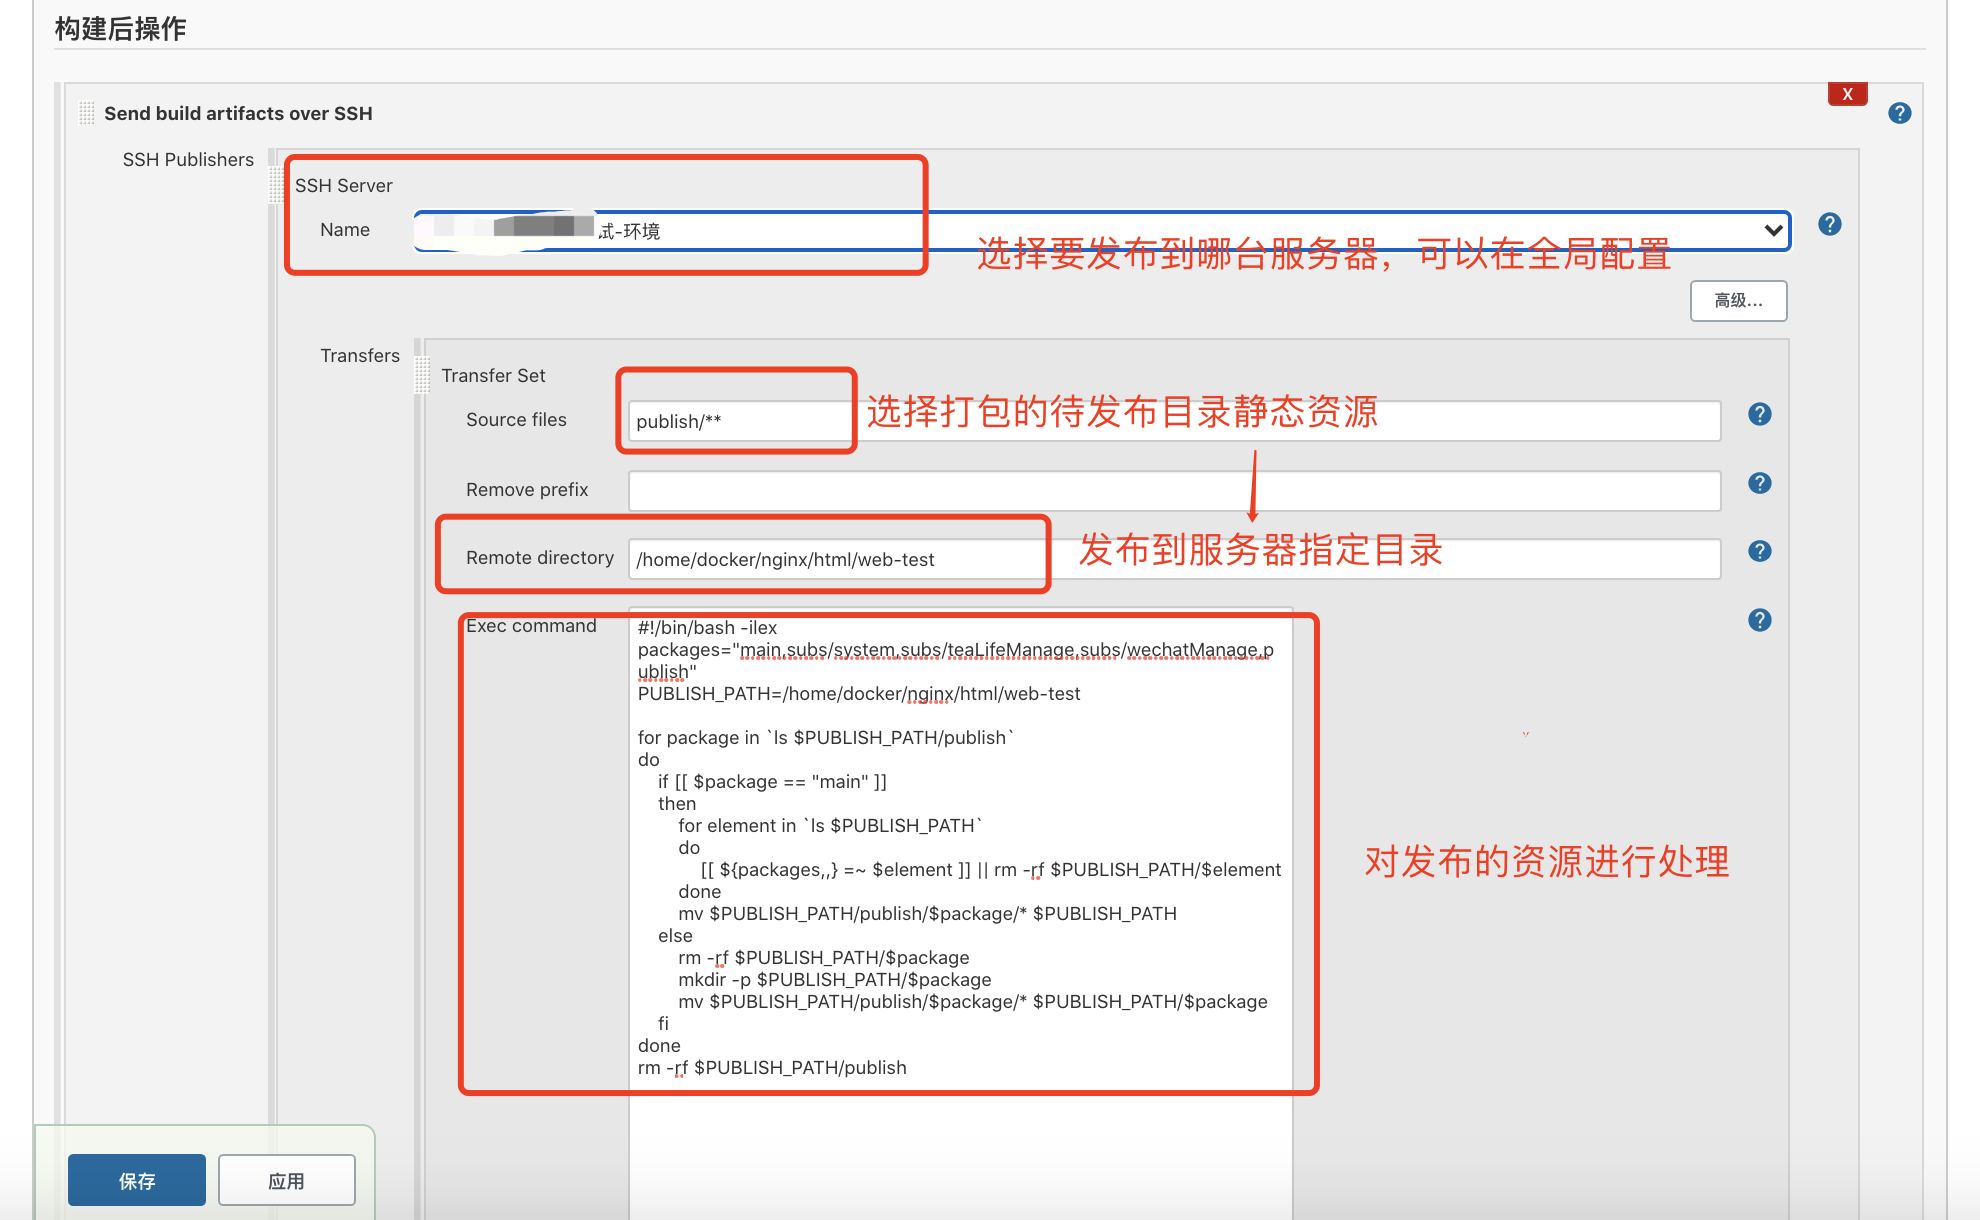 构建后操作
Send build artifacts over SSH
X
?
SSH Publishers
SSH Server
Name
试-环境
?
选择要发布到哪台服务器，可以在全局配置
高级...
Transfers
Transfer Set
Source files
publish/**
选择打包的待发布目录静态资源
?
Remove prefix
?
Remote directory
/home/docker/nginx/html/web-test
发布到服务器指定目录
?
Exec command
?
#!/bin/bash -ilex
packages="main,subs/system,subs/teaLifeManage,subs/wechatManage,p
ublish"
PUBLISH_PATH=/home/docker/nginx/html/web-test
for package in `ls $PUBLISH_PATH/publish`
do
if [[ $package == "main" ]]
then
for element in `ls $PUBLISH_PATH`
do
[[ ${packages,,} =~ $element ]] || rm -rf $PUBLISH_PATH/$element
done
mv $PUBLISH_PATH/publish/$package/* $PUBLISH_PATH
else
rm -rf $PUBLISH_PATH/$package
mkdir -p $PUBLISH_PATH/$package
mv $PUBLISH_PATH/publish/$package/* $PUBLISH_PATH/$package
fi
done
rm -rf $PUBLISH_PATH/publish
对发布的资源进行处理
保存
应用